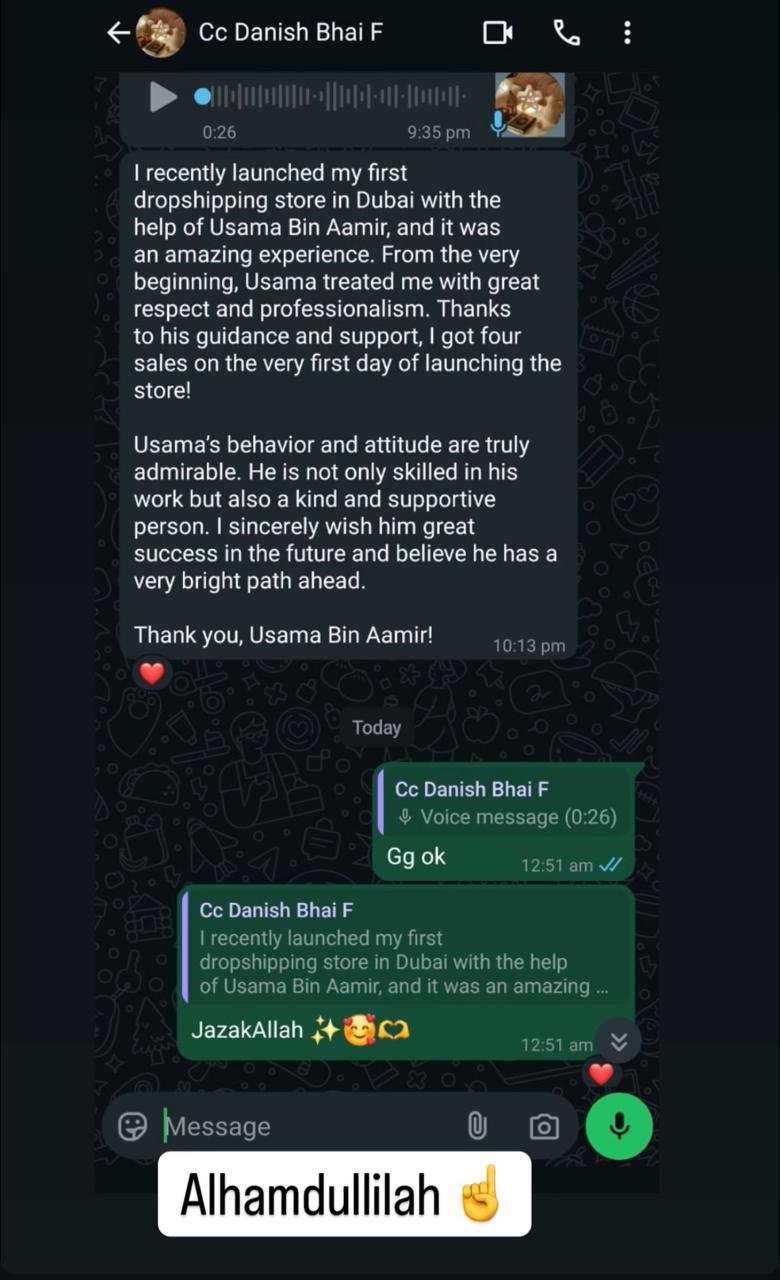 Cc Danish Bhai F
0:26
9:35 pm
I recently launched my first
dropshipping store in Dubai with the
help of Usama Bin Aamir, and it was
an amazing experience. From the very
beginning, Usama treated me with great
respect and professionalism. Thanks
to his guidance and support, I got four
sales on the very first day of launching the
store!
Usama’s behavior and attitude are truly
admirable. He is not only skilled in his
work but also a kind and supportive
person. I sincerely wish him great
success in the future and believe he has a
very bright path ahead.
Thank you, Usama Bin Aamir!
10:13 pm
❤️
Today
Cc Danish Bhai F
Voice message (0:26)
Gg ok
12:51 am
Cc Danish Bhai F
I recently launched my first
dropshipping store in Dubai with the help
of Usama Bin Aamir, and it was an amazing ...
JazakAllah ✨🥰🫶
12:51 am
❤️
Message
Alhamdullilah ☝️